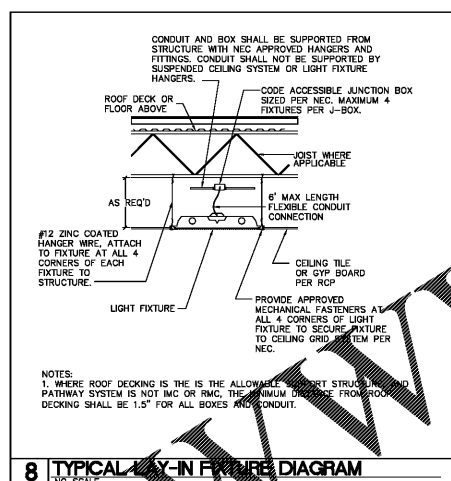 CONDUIT AND BOX SHALL BE SUPPORTED FROM
STRUCTURE WITH NEC APPROVED HANGERS AND
FITTINGS. CONDUIT SHALL NOT BE SUPPORTED BY
SUSPENDED CEILING SYSTEM OR LIGHT FIXTURE
HANGERS.
CODE ACCESSIBLE JUNCTION BOX
SIZED PER NEC. MAXIMUM 4
FIXTURES PER J-BOX.
ROOF DECK OR
FLOOR ABOVE
JOIST WHERE
APPLICABLE
AS REQ'D
6' MAX LENGTH
FLEXIBLE CONDUIT
CONNECTION
#12 ZINC COATED
HANGER WIRE, ATTACH
TO FIXTURE AT ALL 4
CORNERS OF EACH
FIXTURE TO
STRUCTURE.
CEILING TILE
OR GYP BOARD
PER RCP
LIGHT FIXTURE
PROVIDE APPROVED
MECHANICAL FASTENERS AT
ALL 4 CORNERS OF LIGHT
FIXTURE TO SECURE FIXTURE
TO CEILING GRID SYSTEM PER
NEC.
NOTES:
1. WHERE ROOF DECKING IS THE IS THE ALLOWABLE SUPPORT STRUCTURE, AND
PATHWAY SYSTEM IS NOT IMC OR RMC, THE MINIMUM DISTANCE FROM ROOF
DECKING SHALL BE 1.5" FOR ALL BOXES AND CONDUIT.
8 TYPICAL LAY-IN FIXTURE DIAGRAM
NO SCALE